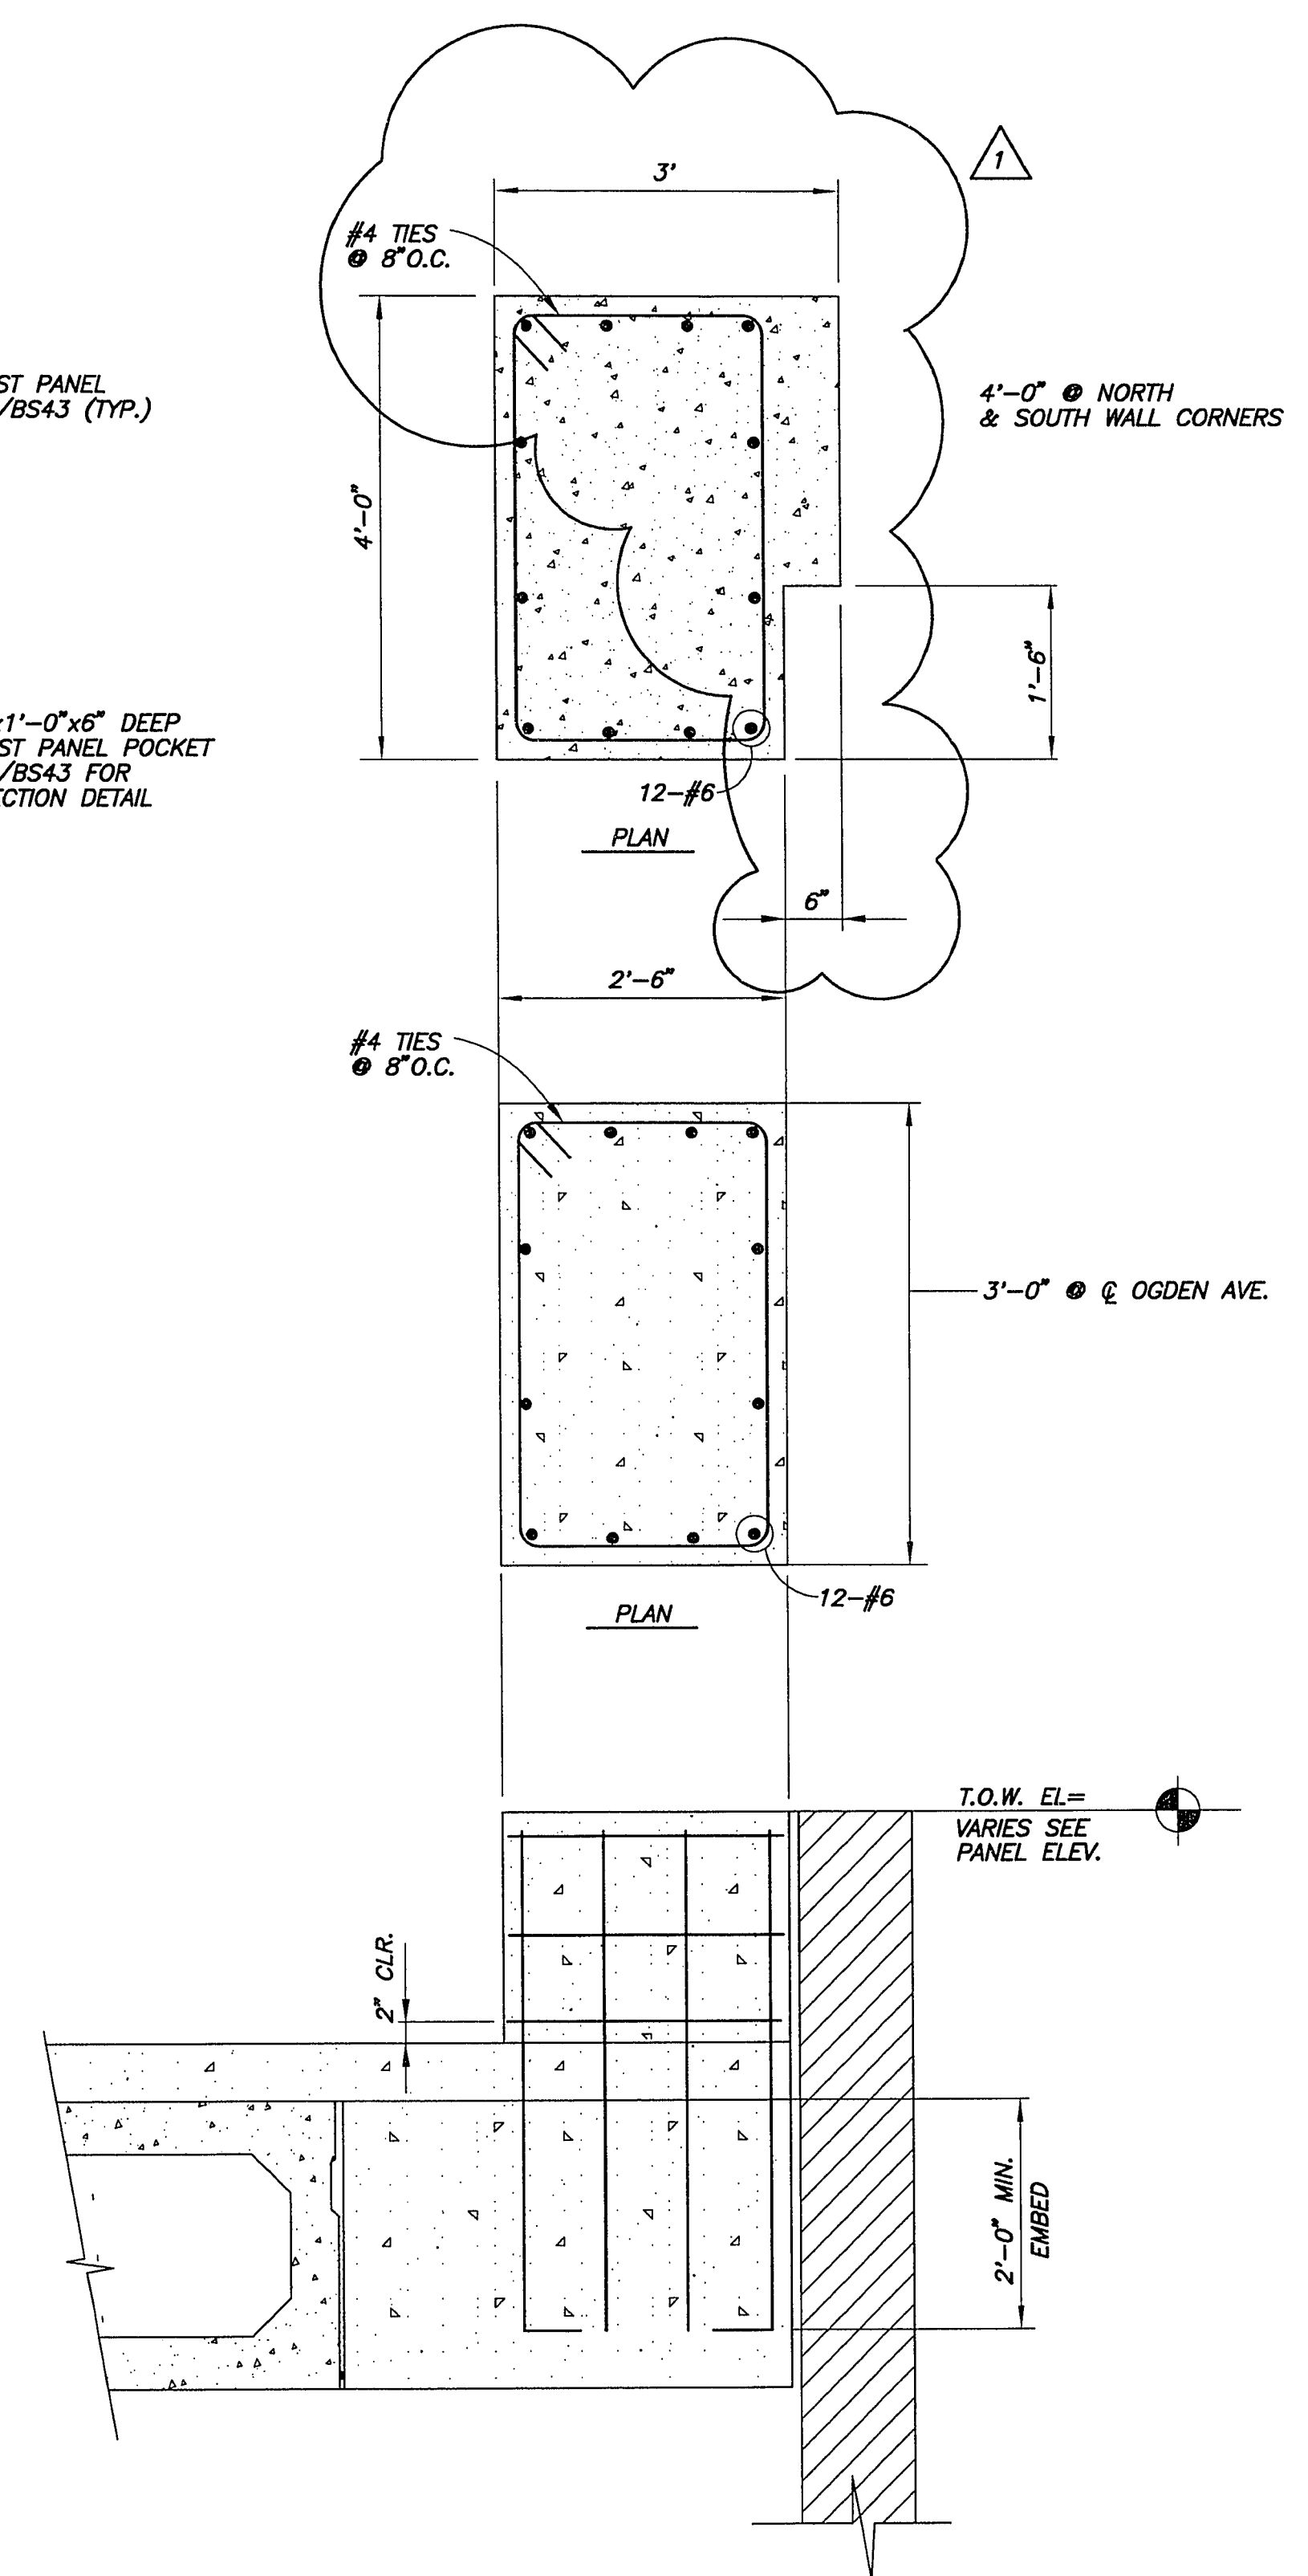 1
3'
#4 TIES
@ 8"O.C.
ST PANEL
/BS43 (TYP.)
4'-0" @ NORTH
& SOUTH WALL CORNERS
4'-0"
1'-6"
x1'-0"x6" DEEP
ST PANEL POCKET
/BS43 FOR
ECTION DETAIL
12-#6
PLAN
6"
2'-6"
#4 TIES
@ 8"O.C.
3'-0" @ ℄ OGDEN AVE.
12-#6
PLAN
T.O.W. EL=
VARIES SEE
PANEL ELEV.
2" CLR.
2'-0" MIN.
EMBED